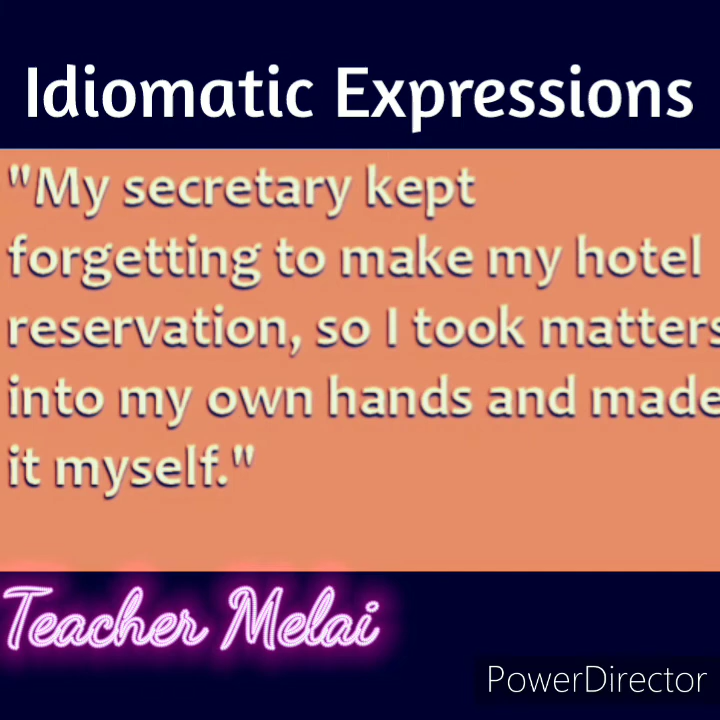 Idiomatic Expressions
"My secretary kept
forgetting to make my hotel
reservation, so I took matters
into my own hands and made
it myself."
Teacher Melai
PowerDirector